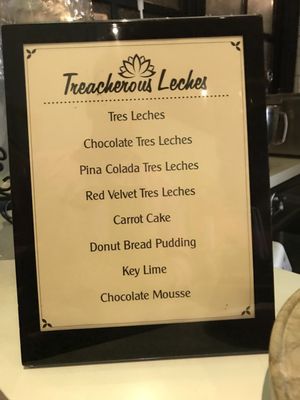 Treacherous Leches
Tres Leches
Chocolate Tres Leches
Pina Colada Tres Leches
Red Velvet Tres Leches
Carrot Cake
Donut Bread Pudding
Key Lime
Chocolate Mousse